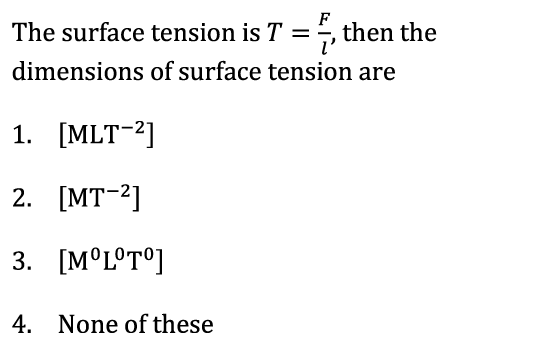 The surface tension is T = F/l, then the
dimensions of surface tension are
1. [MLT⁻²]
2. [MT⁻²]
3. [M⁰L⁰T⁰]
4. None of these